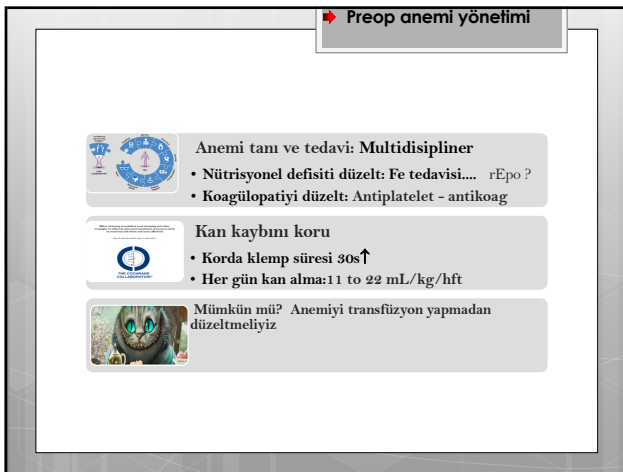 Preop anemi yönetimi
Anemi tanı ve tedavi: Multidisipliner
• Nütrisyonel defisiti düzelt: Fe tedavisi.... rEpo ?
• Koagülopatiyi düzelt: Antiplatelet - antikoag
Kan kaybını koru
THE COCHRANE
COLLABORATION®
• Korda klemp süresi 30s↑
• Her gün kan alma:11 to 22 mL/kg/hft
Mümkün mü? Anemiyi transfüzyon yapmadan
düzeltmeliyiz